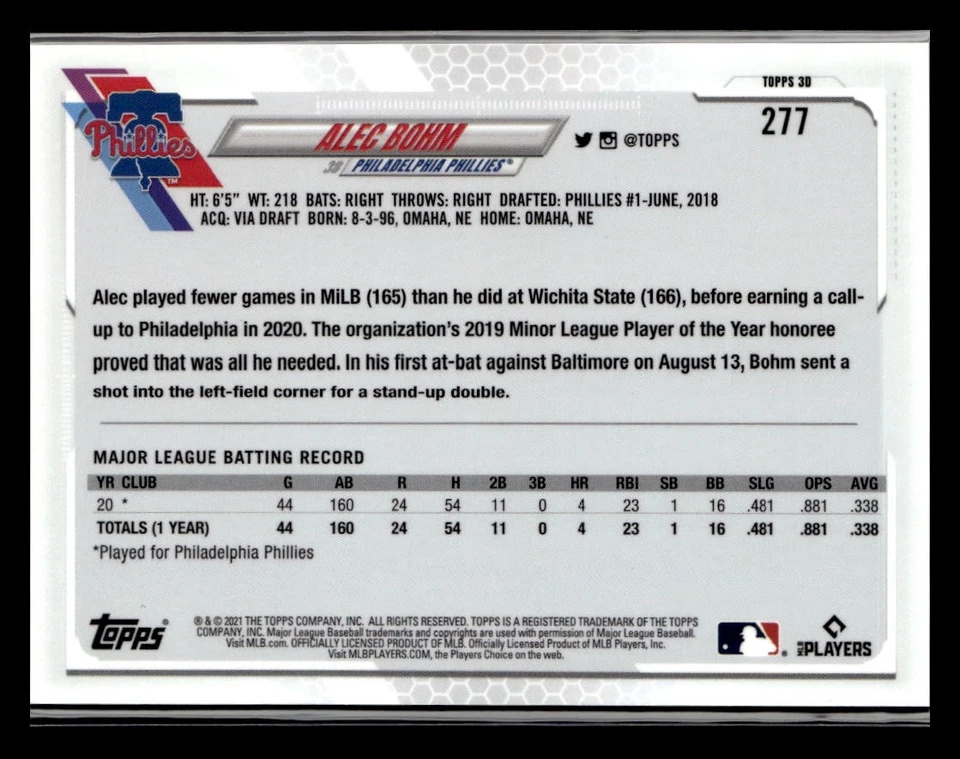 TOPPS 3D
277
Phillies
TM
ALEC BOHM
3B PHILADELPHIA PHILLIES®
@TOPPS
HT: 6'5" WT: 218 BATS: RIGHT THROWS: RIGHT DRAFTED: PHILLIES #1-JUNE, 2018
ACQ: VIA DRAFT BORN: 8-3-96, OMAHA, NE HOME: OMAHA, NE
Alec played fewer games in MiLB (165) than he did at Wichita State (166), before earning a call-
up to Philadelphia in 2020. The organization's 2019 Minor League Player of the Year honoree
proved that was all he needed. In his first at-bat against Baltimore on August 13, Bohm sent a
shot into the left-field corner for a stand-up double.
MAJOR LEAGUE BATTING RECORD
YR CLUB G AB R H 2B 3B HR RBI SB BB SLG OPS AVG
20 * 44 160 24 54 11 0 4 23 1 16 .481 .881 .338
TOTALS (1 YEAR) 44 160 24 54 11 0 4 23 1 16 .481 .881 .338
*Played for Philadelphia Phillies
Topps®
® & © 2021 THE TOPPS COMPANY, INC. ALL RIGHTS RESERVED. TOPPS IS A REGISTERED TRADEMARK OF THE TOPPS
COMPANY, INC. Major League Baseball trademarks and copyrights are used with permission of Major League Baseball.
Visit MLB.com. OFFICIALLY LICENSED PRODUCT OF MLB. Officially Licensed Product of MLB Players, Inc.
Visit MLBPLAYERS.COM, the Players Choice on the web.
®
MLB PLAYERS